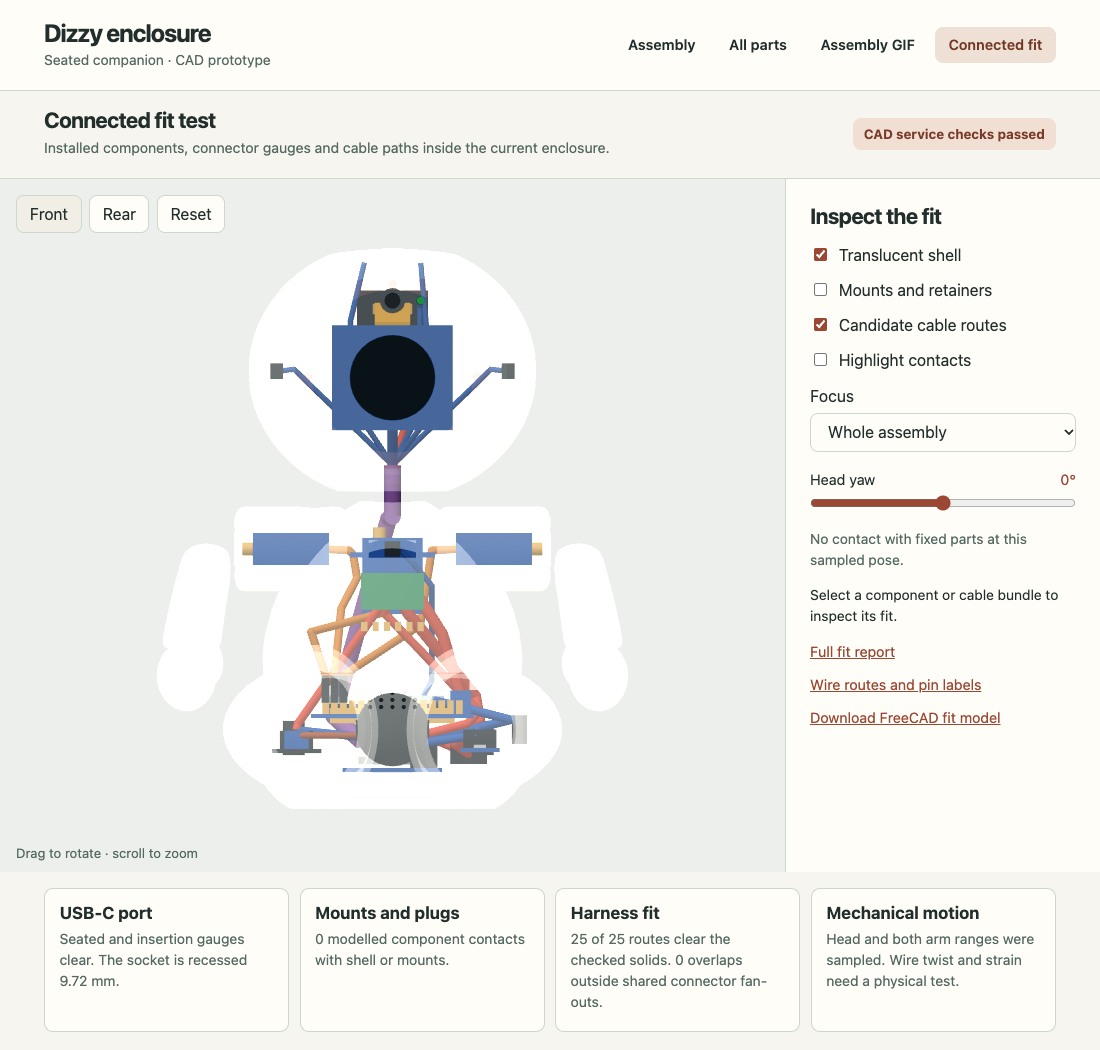 Dizzy enclosure
Seated companion · CAD prototype
Assembly
All parts
Assembly GIF
Connected fit
Connected fit test
Installed components, connector gauges and cable paths inside the current enclosure.
CAD service checks passed
Front
Rear
Reset
Drag to rotate · scroll to zoom
Inspect the fit
Translucent shell
Mounts and retainers
Candidate cable routes
Highlight contacts
Focus
Whole assembly
Head yaw
0°
No contact with fixed parts at this
sampled pose.
Select a component or cable bundle to
inspect its fit.
Full fit report
Wire routes and pin labels
Download FreeCAD fit model
USB-C port
Seated and insertion gauges
clear. The socket is recessed
9.72 mm.
Mounts and plugs
0 modelled component contacts
with shell or mounts.
Harness fit
25 of 25 routes clear the
checked solids. 0 overlaps
outside shared connector fan-
outs.
Mechanical motion
Head and both arm ranges were
sampled. Wire twist and strain
need a physical test.